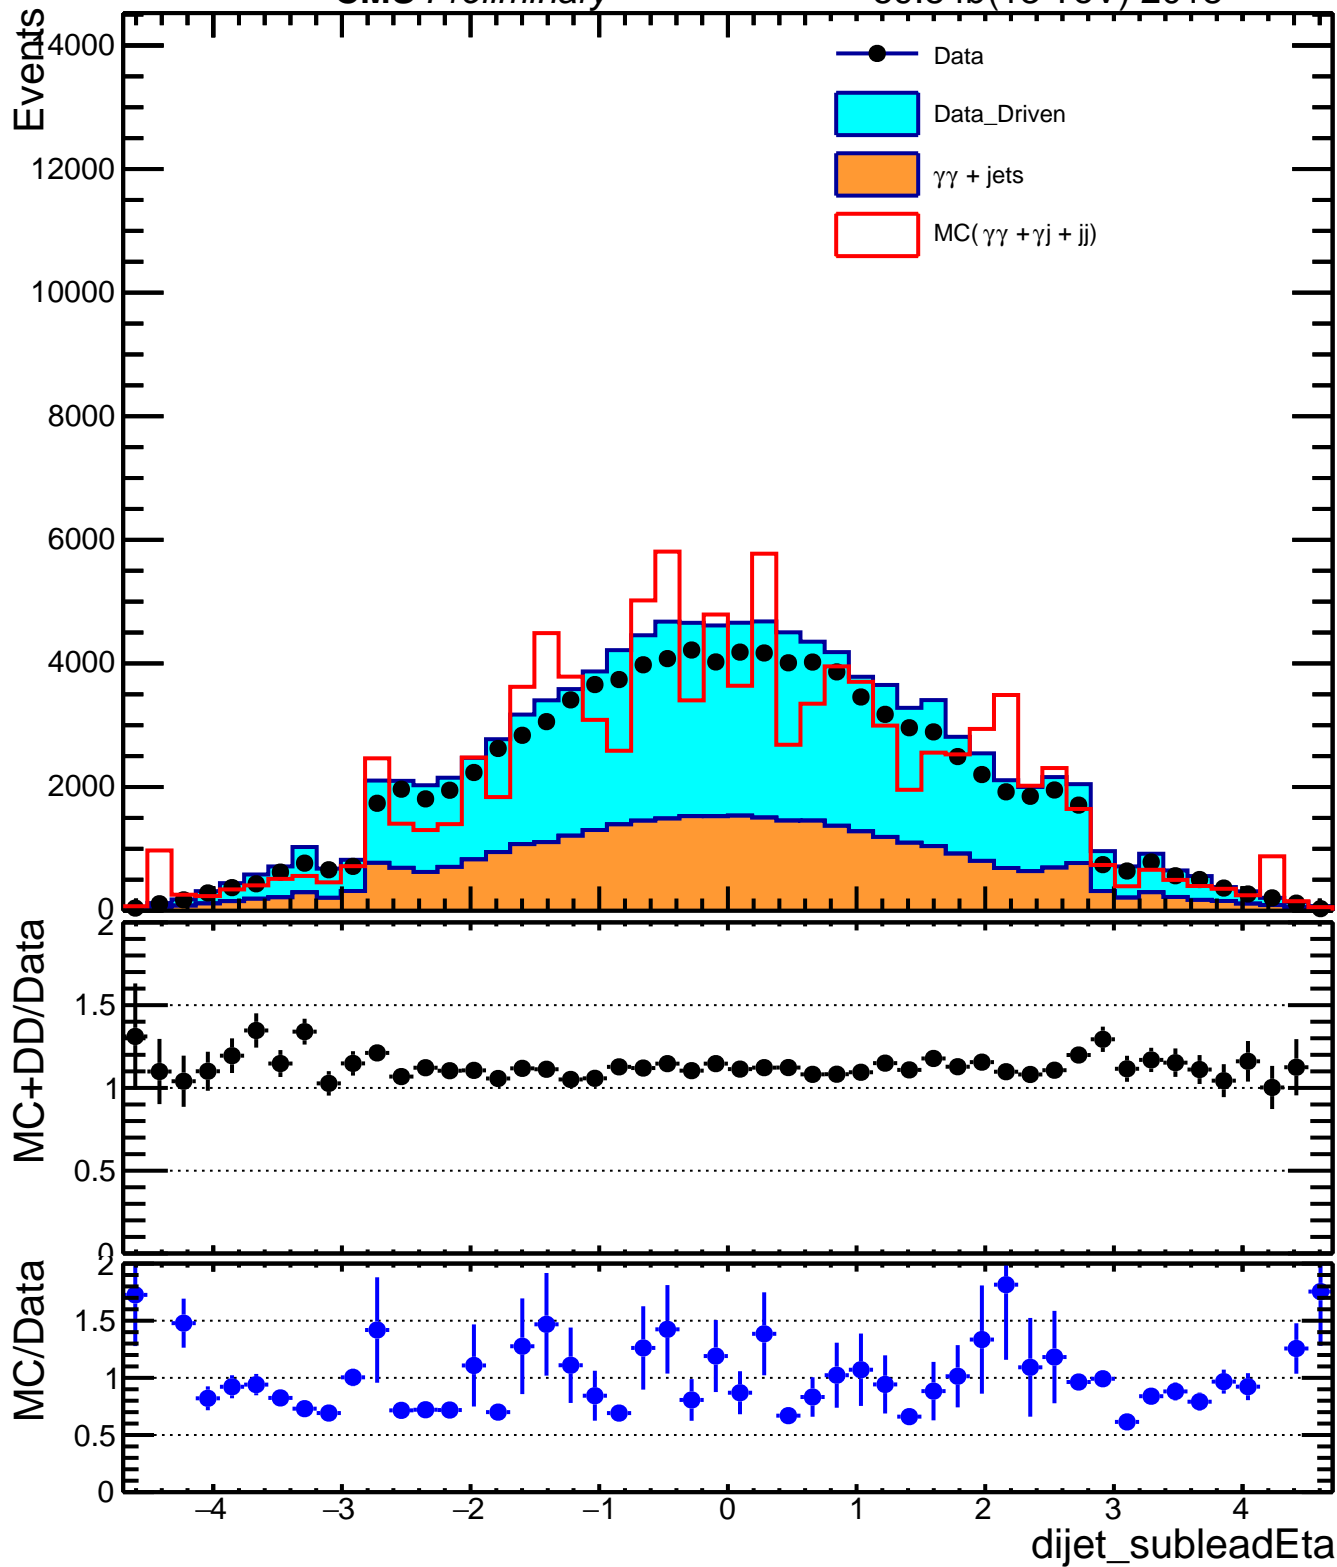 Events
14000
12000
10000
8000
6000
4000
2000
0
Data
Data_Driven
γγ + jets
MC( γγ + γj + jj)
MC+DD/Data
2
1.5
1
0.5
0
MC/Data
2
1.5
1
0.5
0
−4 −3 −2 −1 0 1 2 3 4
dijet_subleadEta